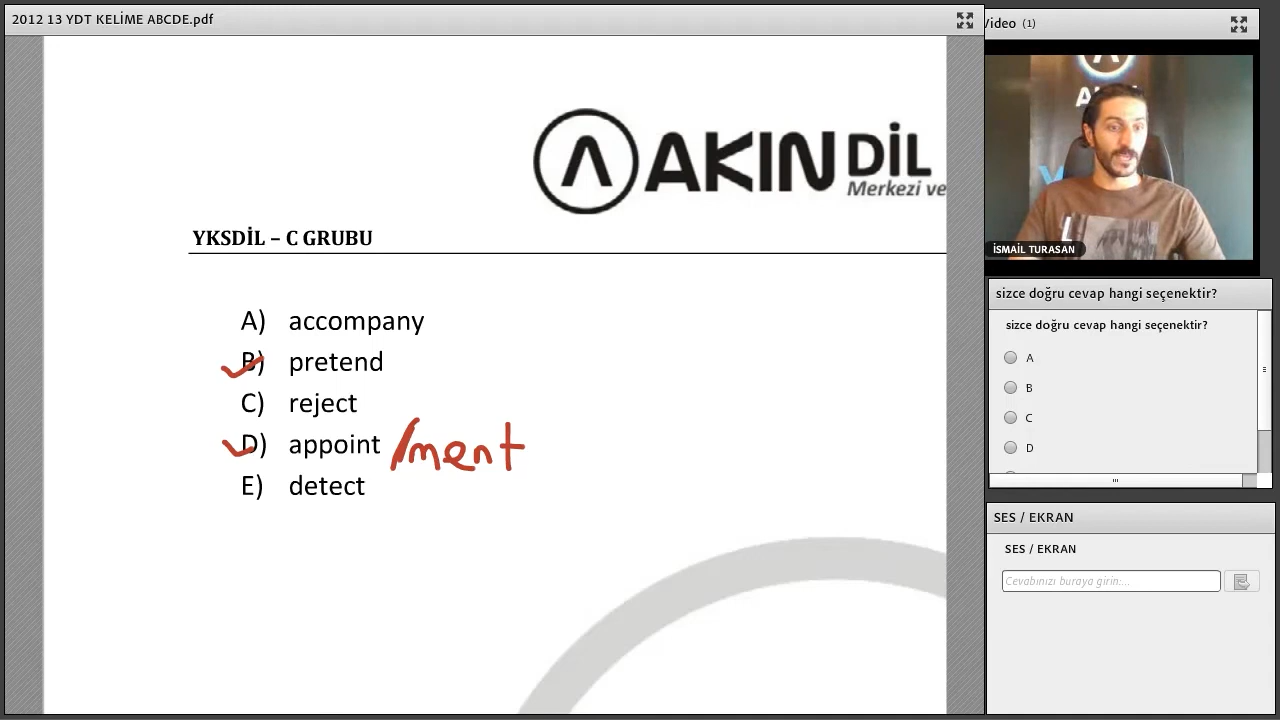 2012 13 YDT KELİME ABCDE.pdf
Video (1)
AKIN DİL
Merkezi ve
YKSDİL – C GRUBU
A) accompany
B) pretend
C) reject
D) appoint /ment
E) detect
İSMAİL TURASAN
sizce doğru cevap hangi seçenektir?
sizce doğru cevap hangi seçenektir?
A
B
C
D
SES / EKRAN
SES / EKRAN
Cevabınızı buraya girin:...